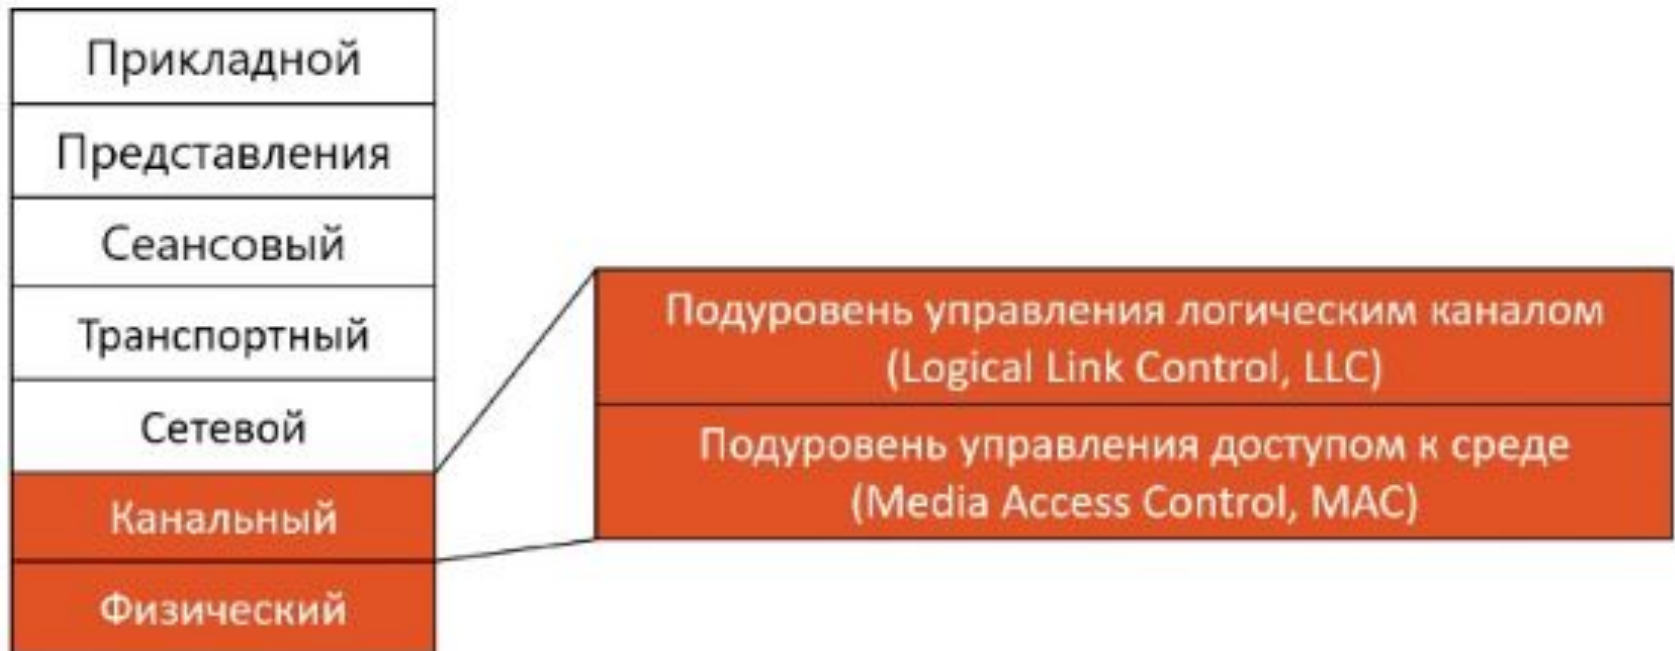 Прикладной
Представления
Сеансовый
Транспортный
Сетевой
Канальный
Физический
Подуровень управления логическим каналом
(Logical Link Control, LLC)
Подуровень управления доступом к среде
(Media Access Control, MAC)